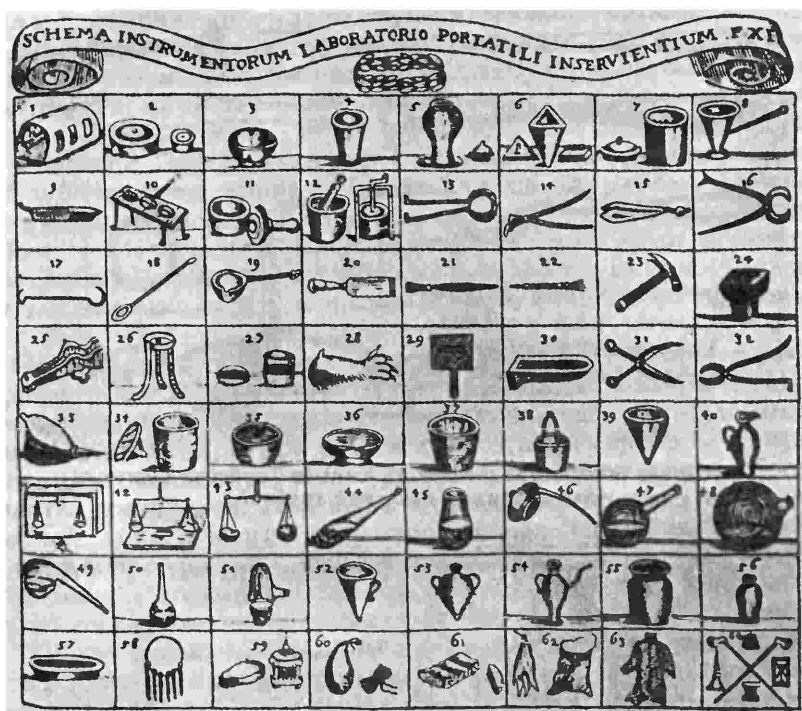 SCHEMA INSTRUMENTORUM LABORATORIO PORTATILI INSERVIENTIUM . F XI
1 2 3 4 5 6 7 8
9 10 11 12 13 14 15 16
17 18 19 20 21 22 23 24
25 26 28 29 30 31 32
33 34 35 36 37 38 39 40
42 43 44 45 46 47 48
49 50 51 52 53 54 55 56
57 58 59 60 61 62 63